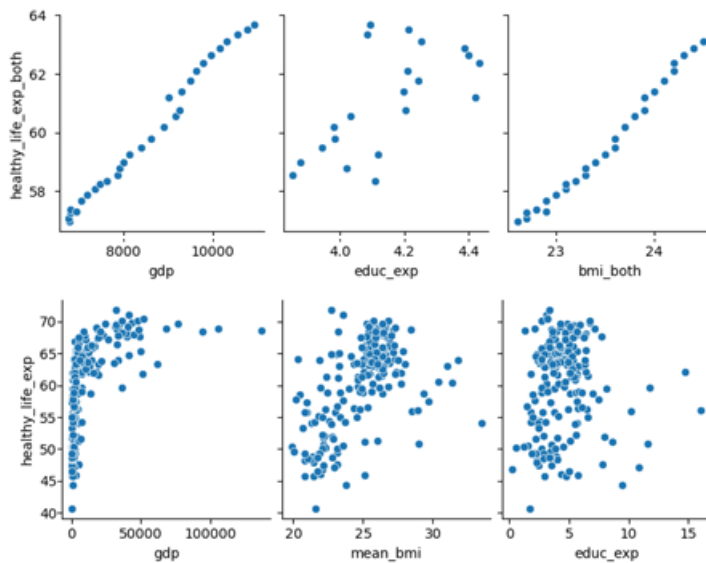 64
62
60
58
healthy_life_exp_both
8000 10000
gdp
4.0 4.2 4.4
educ_exp
23 24
bmi_both
70
65
60
55
50
45
40
healthy_life_exp
0 50000 100000
gdp
20 25 30
mean_bmi
0 5 10 15
educ_exp